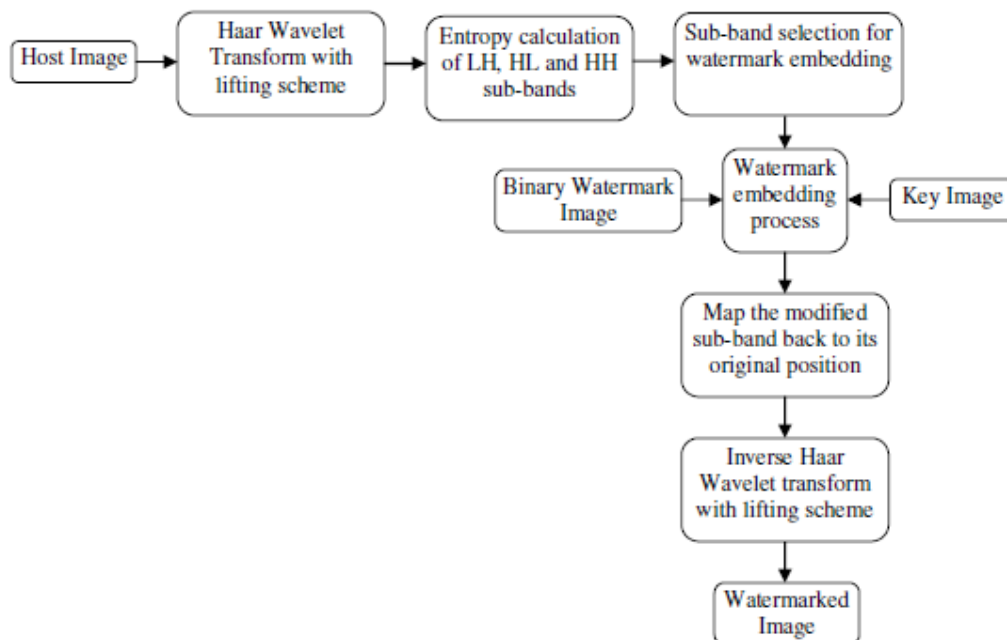 Host Image
Haar Wavelet
Transform with
lifting scheme
Entropy calculation
of LH, HL and HH
sub-bands
Sub-band selection for
watermark embedding
Binary Watermark
Image
Watermark
embedding
process
Key Image
Map the modified
sub-band back to its
original position
Inverse Haar
Wavelet transform
with lifting scheme
Watermarked
Image